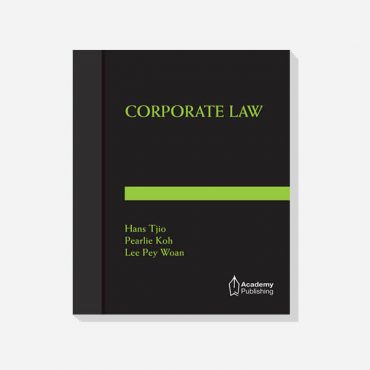 CORPORATE LAW
Hans Tjio
Pearlie Koh
Lee Pey Woan
Academy
Publishing